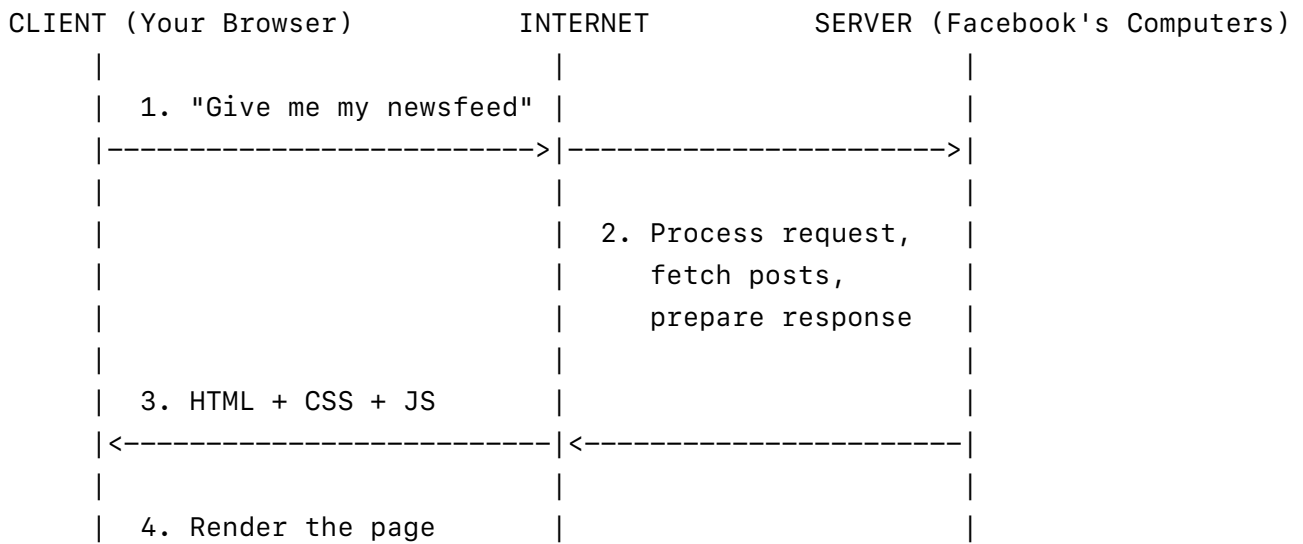 CLIENT (Your Browser) INTERNET SERVER (Facebook's Computers)
1. "Give me my newsfeed"
2. Process request,
fetch posts,
prepare response
3. HTML + CSS + JS
4. Render the page